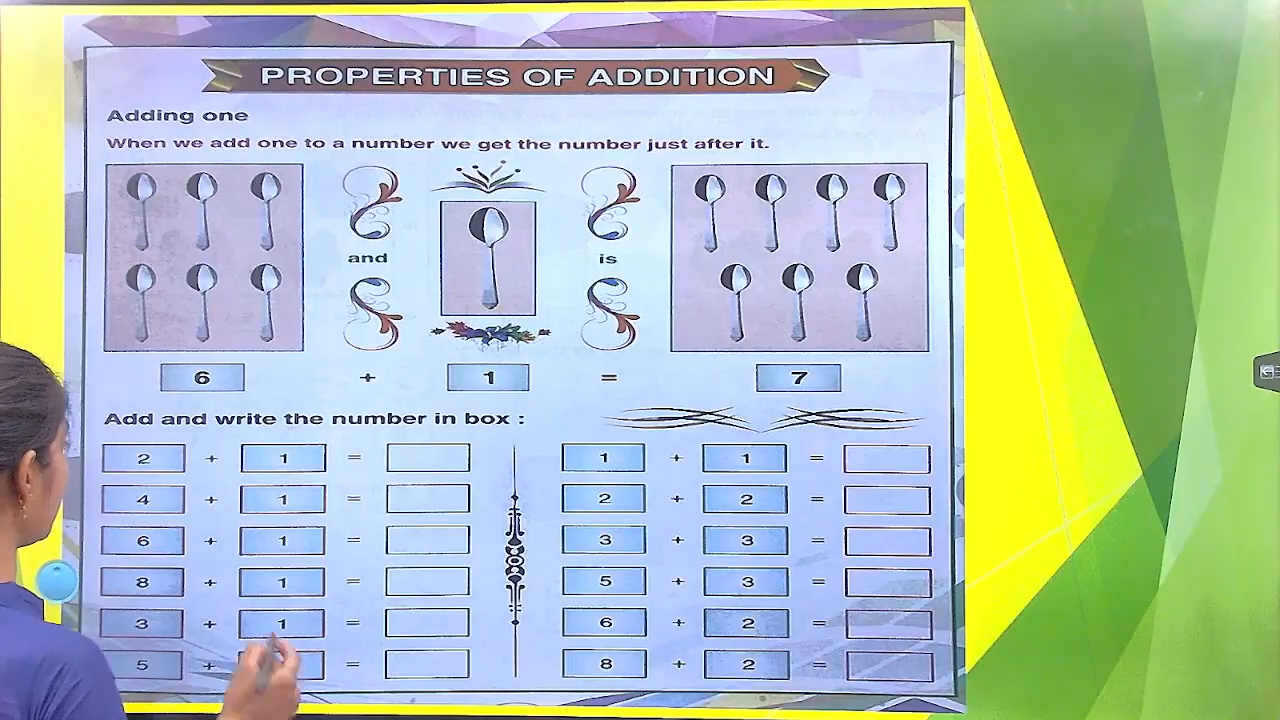 PROPERTIES OF ADDITION
Adding one
When we add one to a number we get the number just after it.
and
is
6 + 1 = 7
Add and write the number in box :
2 + 1 =
4 + 1 =
6 + 1 =
8 + 1 =
3 + 1 =
5 + =
1 + 1 =
2 + 2 =
3 + 3 =
5 + 3 =
6 + 2 =
8 + 2 =